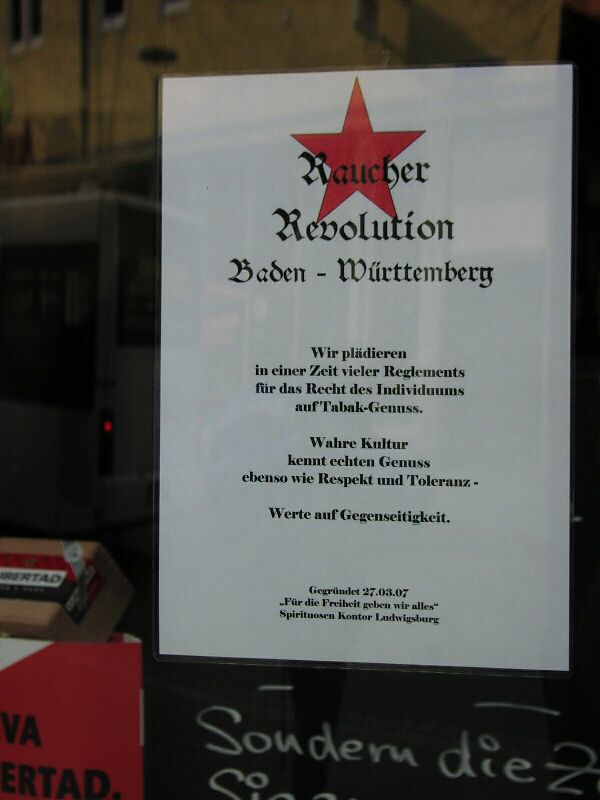 Raucher
Revolution
Baden - Württemberg
Wir plädieren
in einer Zeit vieler Reglements
für das Recht des Individuums
auf Tabak-Genuss.
Wahre Kultur
kennt echten Genuss
ebenso wie Respekt und Toleranz -
Werte auf Gegenseitigkeit.
Gegründet 27.03.07
„Für die Freiheit geben wir alles“
Spirituosen Kontor Ludwigsburg
IBERTAD
VA
ERTAD.
Sondern die